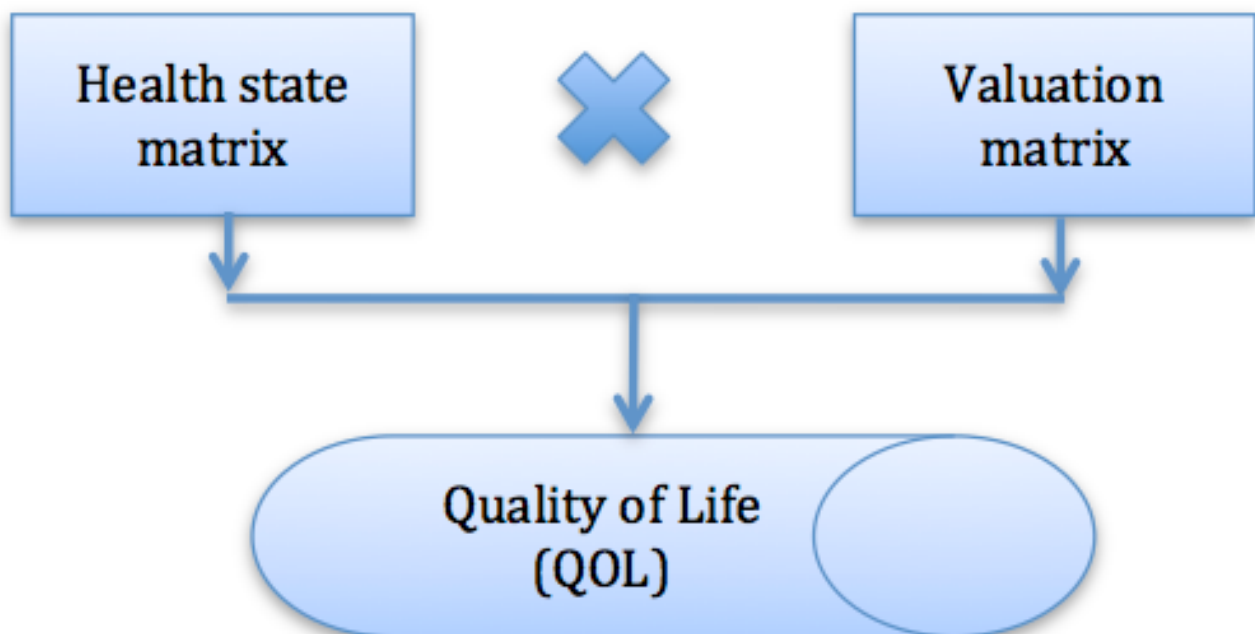 Health state
matrix
Valuation
matrix
Quality of Life
(QOL)